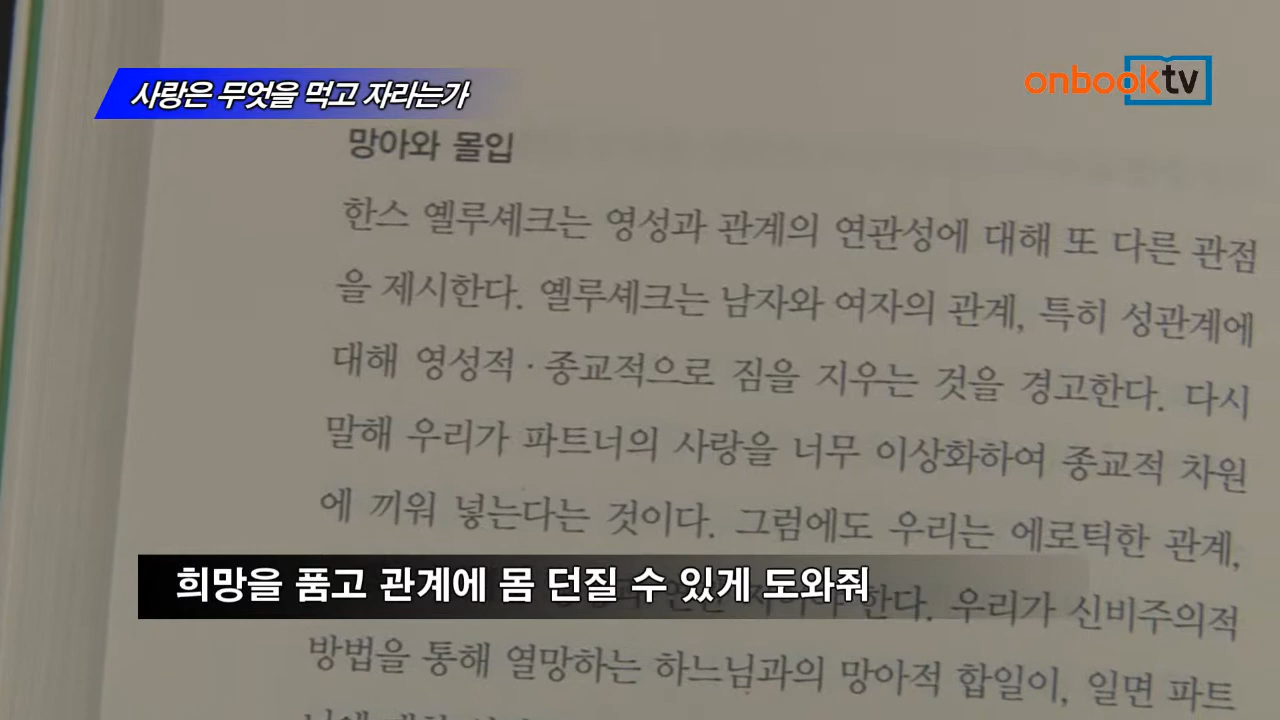 사랑은 무엇을 먹고 자라는가
onbooktv
망아와 몰입
한스 옐루셰크는 영성과 관계의 연관성에 대해 또 다른 관점
을 제시한다. 옐루셰크는 남자와 여자의 관계, 특히 성관계에
대해 영성적·종교적으로 짐을 지우는 것을 경고한다. 다시
말해 우리가 파트너의 사랑을 너무 이상화하여 종교적 차원
에 끼워 넣는다는 것이다. 그럼에도 우리는 에로틱한 관계,
한다. 우리가 신비주의적
희망을 품고 관계에 몸 던질 수 있게 도와줘
방법을 통해 열망하는 하느님과의 망아적 합일이, 일면 파트